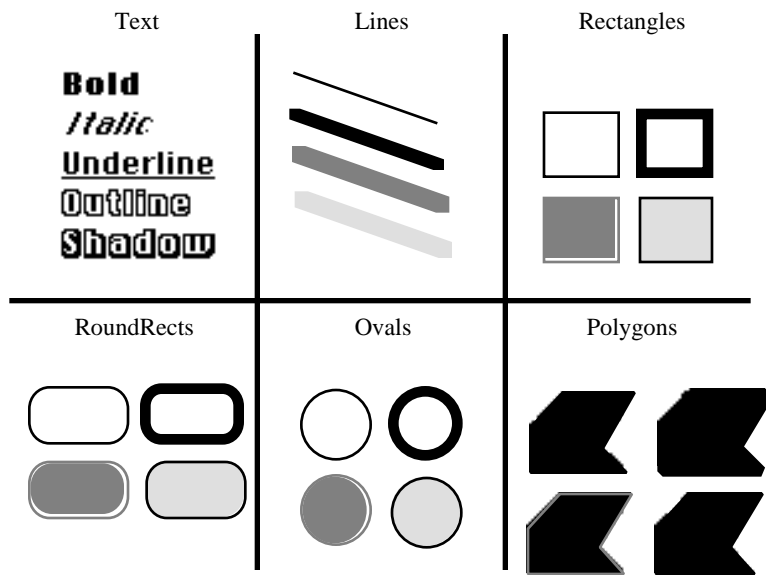 Text
Lines
Rectangles
Bold
Italic
Underline
Outline
Shadow
RoundRects
Ovals
Polygons